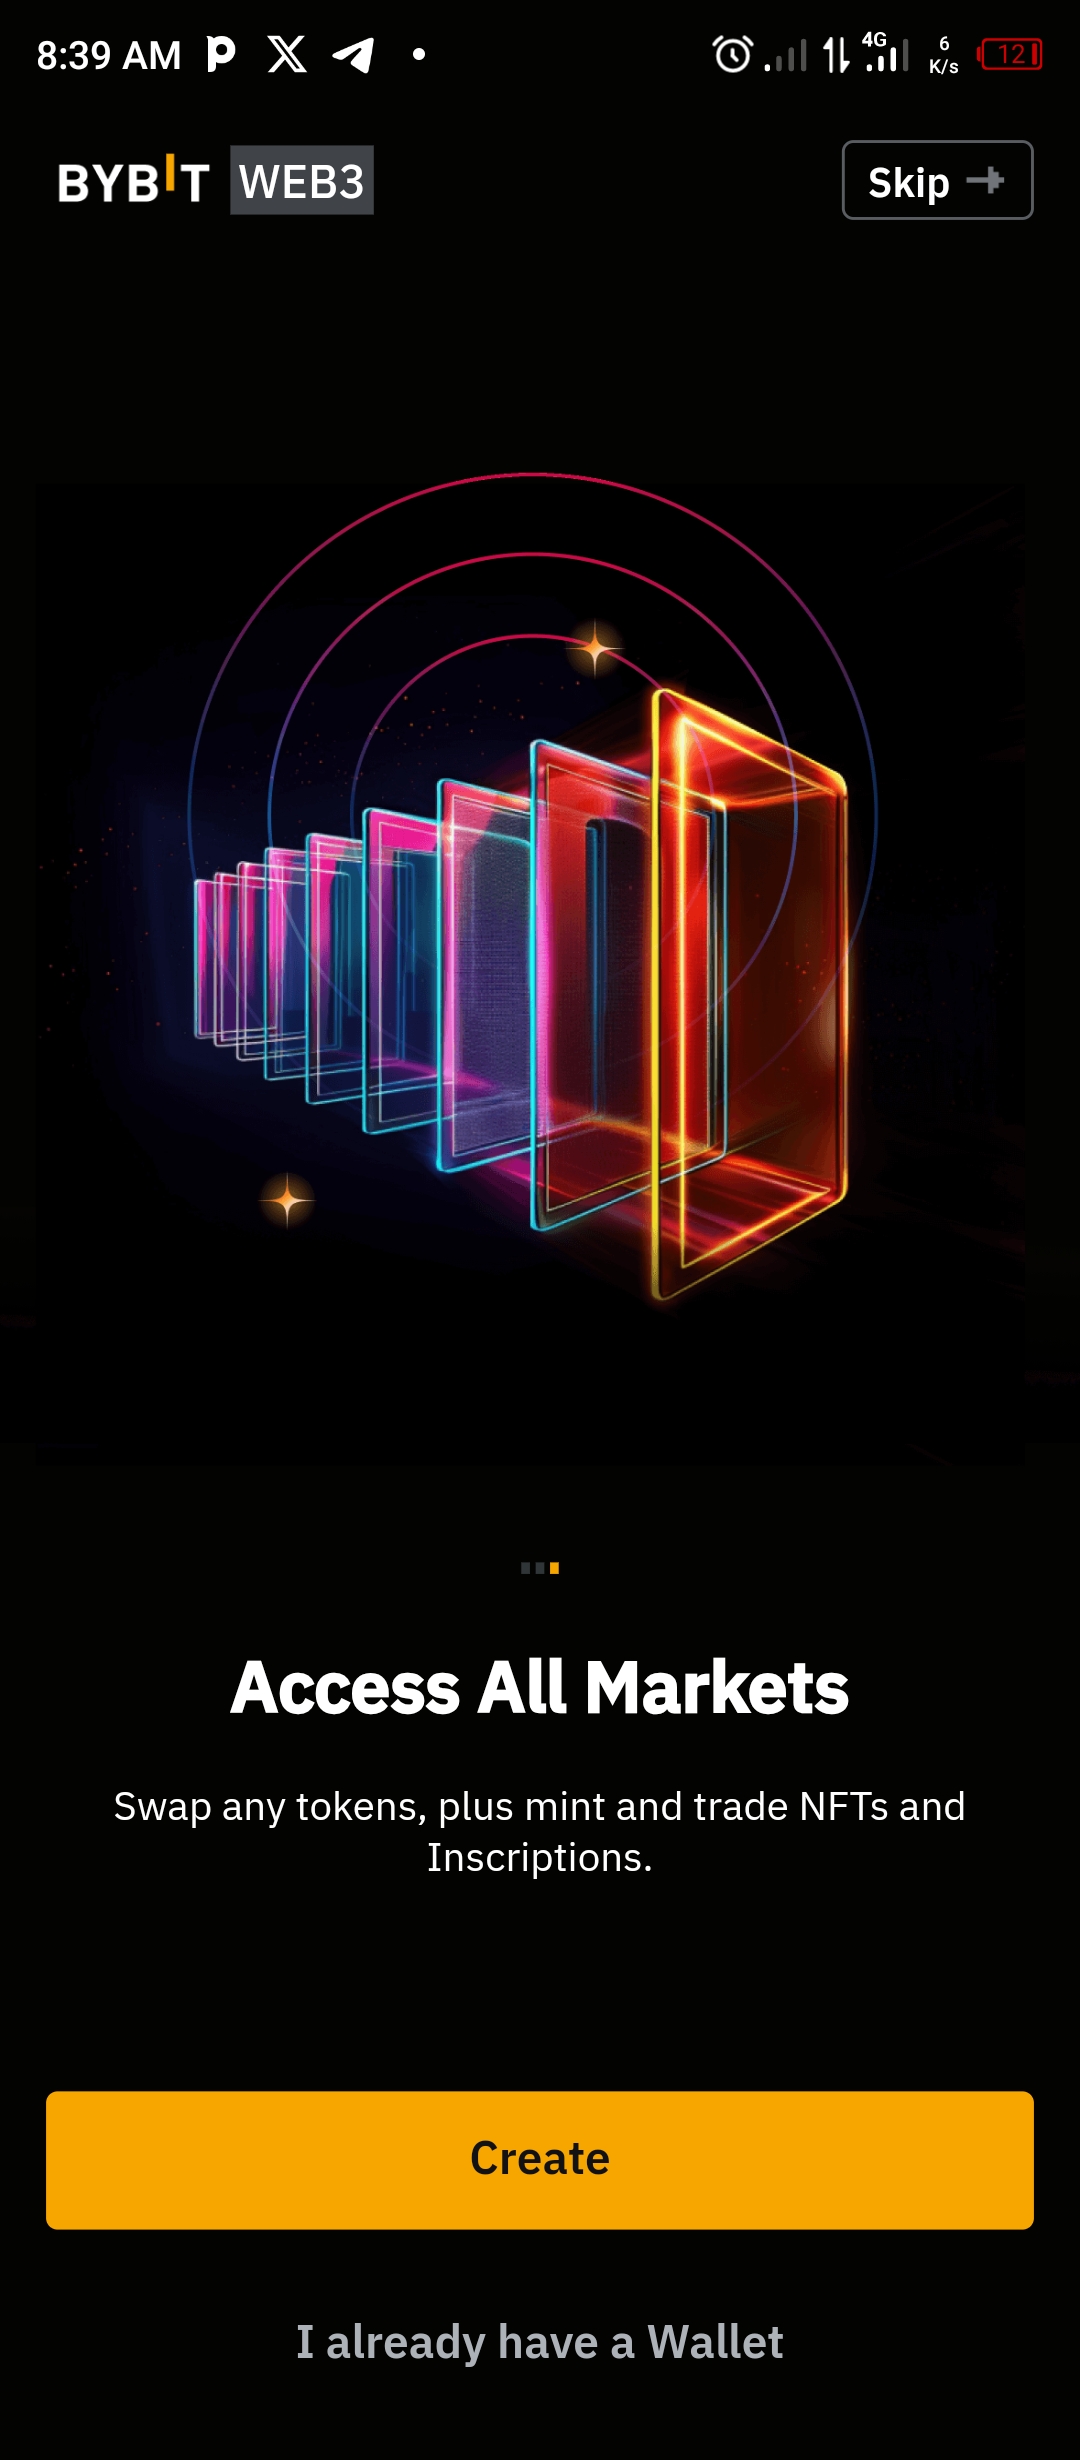 8:39 AM
4G
6
K/s
12
BYBIT WEB3
Skip
Access All Markets
Swap any tokens, plus mint and trade NFTs and
Inscriptions.
Create
I already have a Wallet